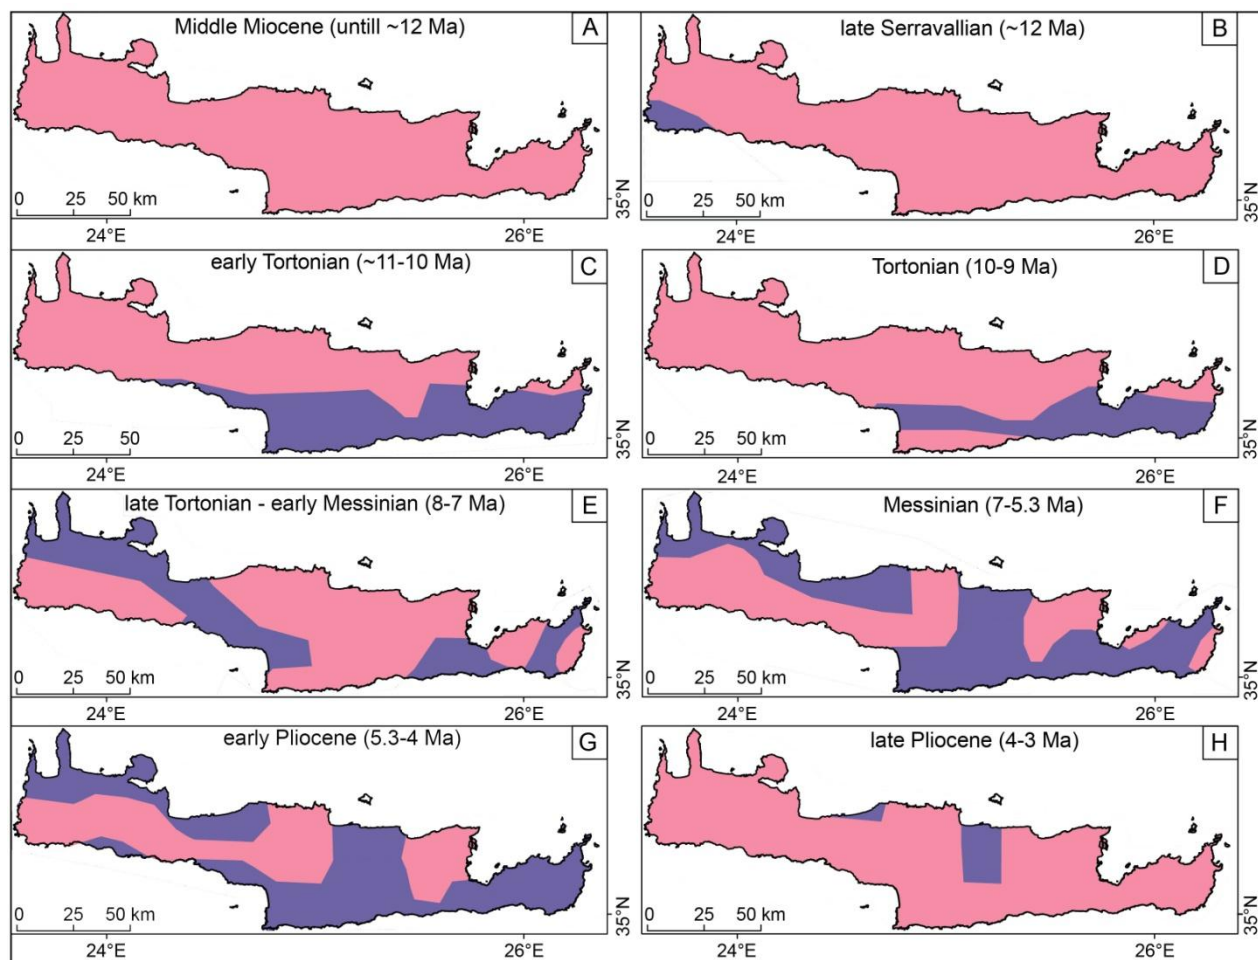 Middle Miocene (untill ~12 Ma) A
0 25 50 km
35°N
24°E 26°E
late Serravallian (~12 Ma) B
0 25 50 km
35°N
24°E 26°E
early Tortonian (~11-10 Ma) C
0 25 50
35°N
24°E 26°E
Tortonian (10-9 Ma) D
0 25 50 km
35°N
24°E 26°E
late Tortonian - early Messinian (8-7 Ma) E
0 25 50 km
35°N
24°E 26°E
Messinian (7-5.3 Ma) F
0 25 50 km
35°N
24°E 26°E
early Pliocene (5.3-4 Ma) G
0 25 50 km
35°N
24°E 26°E
late Pliocene (4-3 Ma) H
0 25 50 km
35°N
24°E 26°E